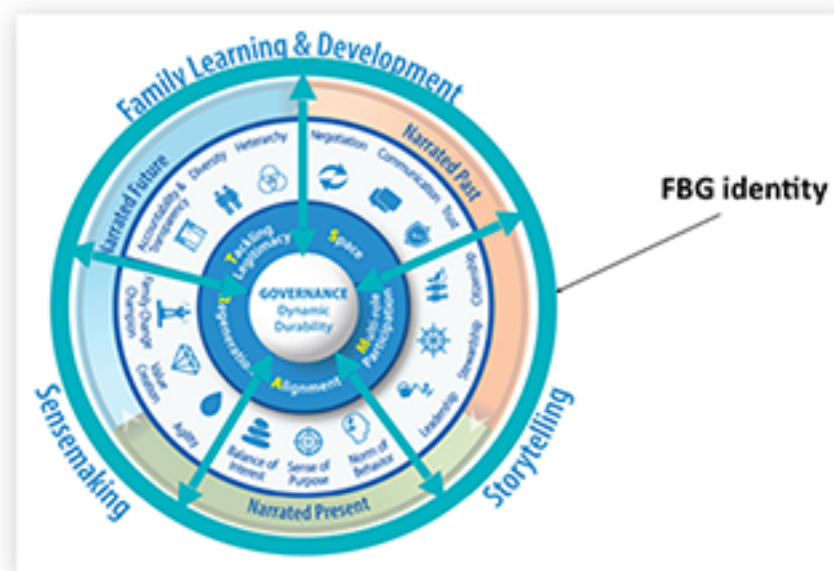 Family Learning & Development
FBG identity
Narrated Past
Narrated Future
Narrated Present
Storytelling
Sensemaking
Negotiation
Communication
Trust
Citizenship
Stewardship
Leadership
Norm of
Behavior
Sense of
Purpose
Balance of
Interest
Agility
Value
Creation
Family Change
Champion
Accountability &
Transparency
Diversity
Heterarchy
Space
Multi-role
Participation
Alignment
Regeneration
Tackling
Legitimacy
GOVERNANCE
Dynamic
Durability